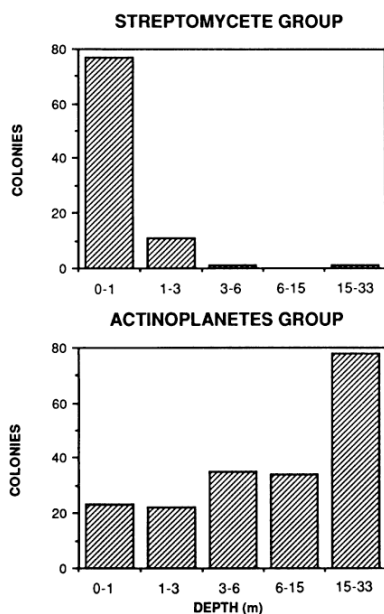 STREPTOMYCETE GROUP
80
60
40
20
0
COLONIES
0-1 1-3 3-6 6-15 15-33
ACTINOPLANETES GROUP
80
60
40
20
0
COLONIES
0-1 1-3 3-6 6-15 15-33
DEPTH (m)